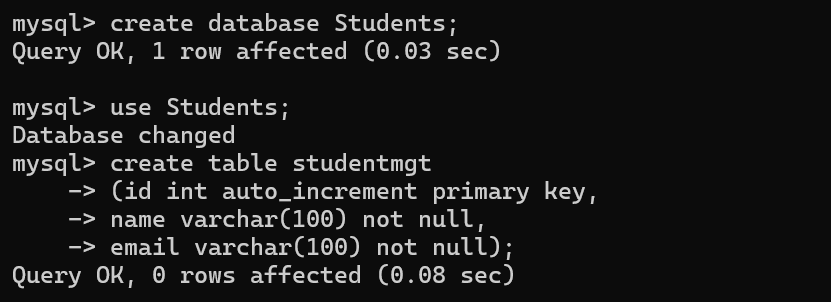 mysql> create database Students;
Query OK, 1 row affected (0.03 sec)

mysql> use Students;
Database changed
mysql> create table studentmgt
    -> (id int auto_increment primary key,
    -> name varchar(100) not null,
    -> email varchar(100) not null);
Query OK, 0 rows affected (0.08 sec)